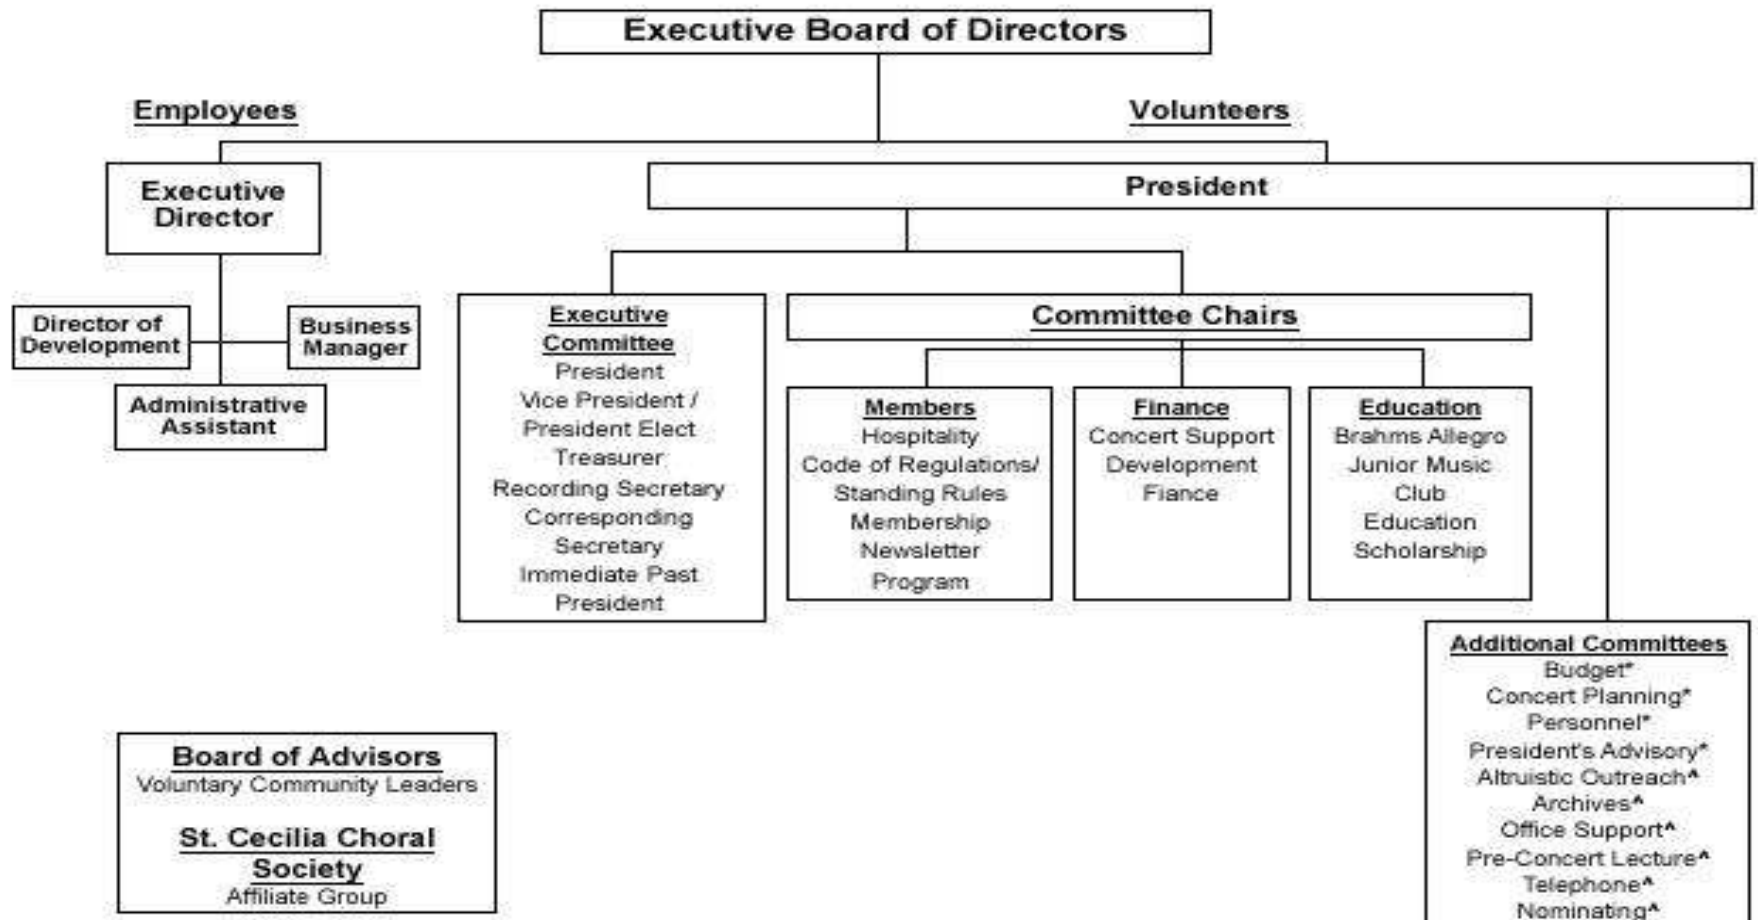 Executive Board of Directors
Employees
Volunteers
Executive
Director
President
Director of
Development
Business
Manager
Administrative
Assistant
Executive
Committee
President
Vice President /
President Elect
Treasurer
Recording Secretary
Corresponding
Secretary
Immediate Past
President
Committee Chairs
Members
Hospitality
Code of Regulations/
Standing Rules
Membership
Newsletter
Program
Finance
Concert Support
Development
Fiance
Education
Brahms Allegro
Junior Music
Club
Education
Scholarship
Additional Committees
Budget*
Concert Planning*
Personnel*
President's Advisory*
Altruistic Outreach^
Archives^
Office Support^
Pre-Concert Lecture^
Telephone^
Nominating^
Board of Advisors
Voluntary Community Leaders
St. Cecilia Choral
Society
Affiliate Group